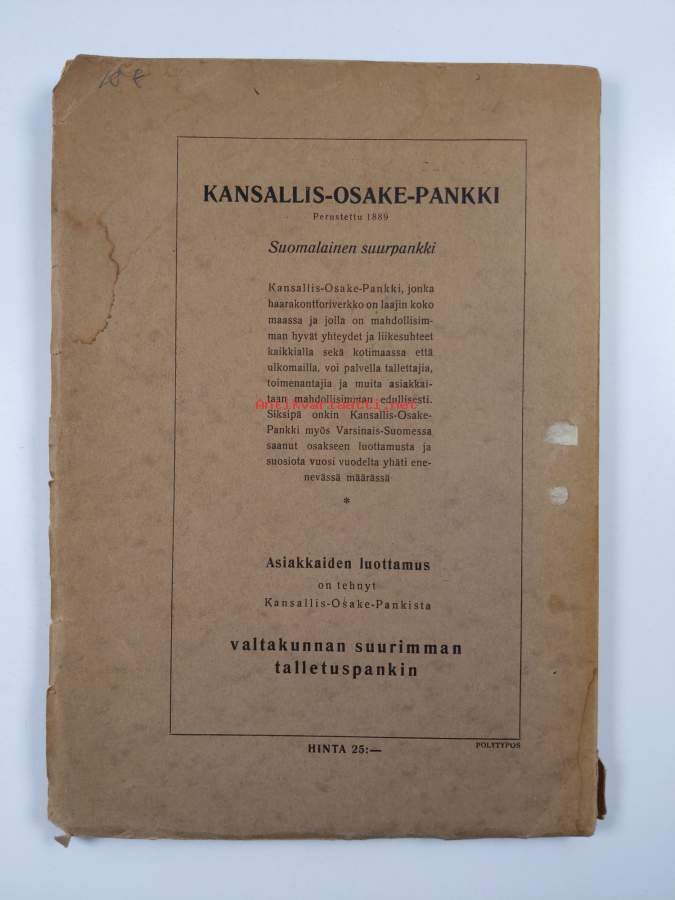 18 €
KANSALLIS-OSAKE-PANKKI
Perustettu 1889
Suomalainen suurpankki
Kansallis-Osake-Pankki, jonka
haarakonttoriverkko on laajin koko
maassa ja jolla on mahdollisim-
man hyvät yhteydet ja liikesuhteet
kaikkialla sekä kotimaassa että
ulkomailla, voi palvella tallettajia,
toimenantajia ja muita asiakkai-
taan mahdollisimman edullisesti.
Antikvariaatti.net
Siksipä onkin Kansallis-Osake-
Pankki myös Varsinais-Suomessa
saanut osakseen luottamusta ja
suosiota vuosi vuodelta yhäti ene-
nevässä määrässä
*
Asiakkaiden luottamus
on tehnyt
Kansallis-Osake-Pankista
valtakunnan suurimman
talletuspankin
HINTA 25:—
POLYTYPOS